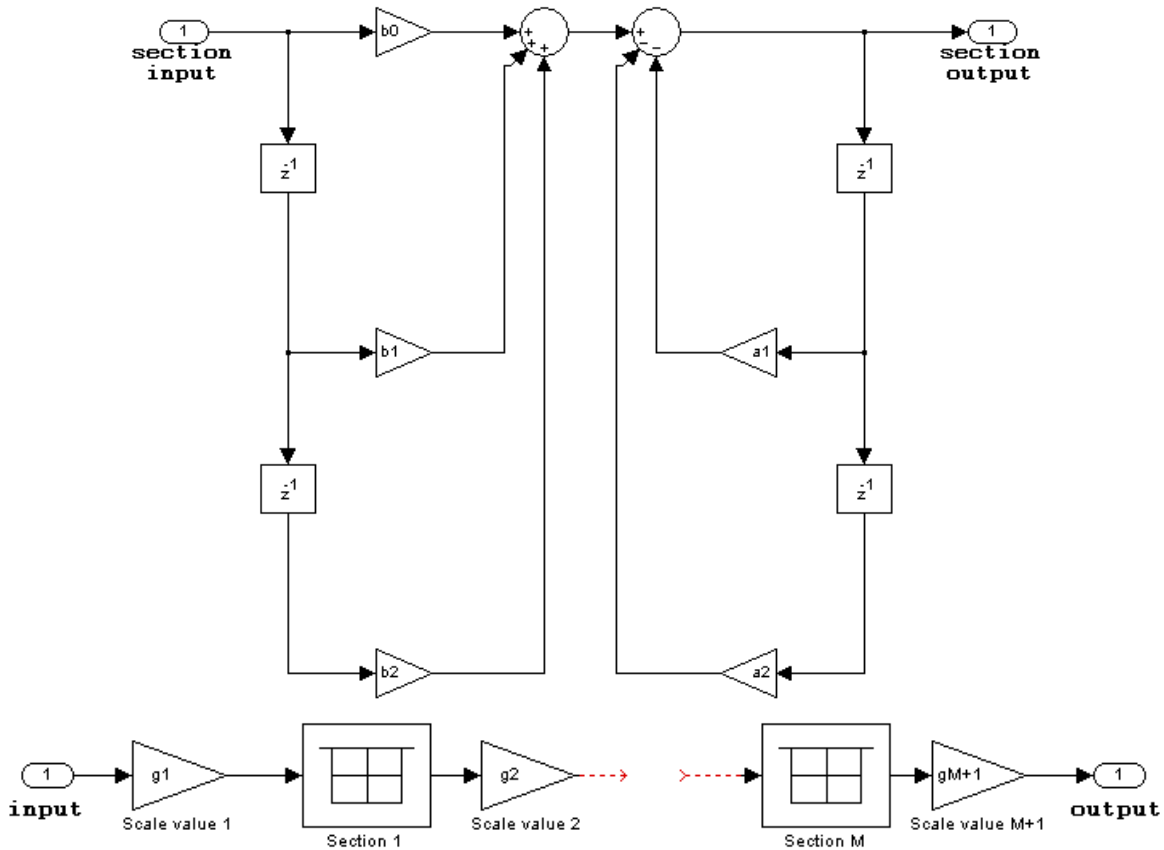 1
section
input
b0
+
+
+
+
−
−
1
section
output
z-1
z-1
b1
a1
z-1
z-1
b2
a2
1
input
g1
Scale value 1
Section 1
g2
Scale value 2
Section M
gM+1
Scale value M+1
1
output